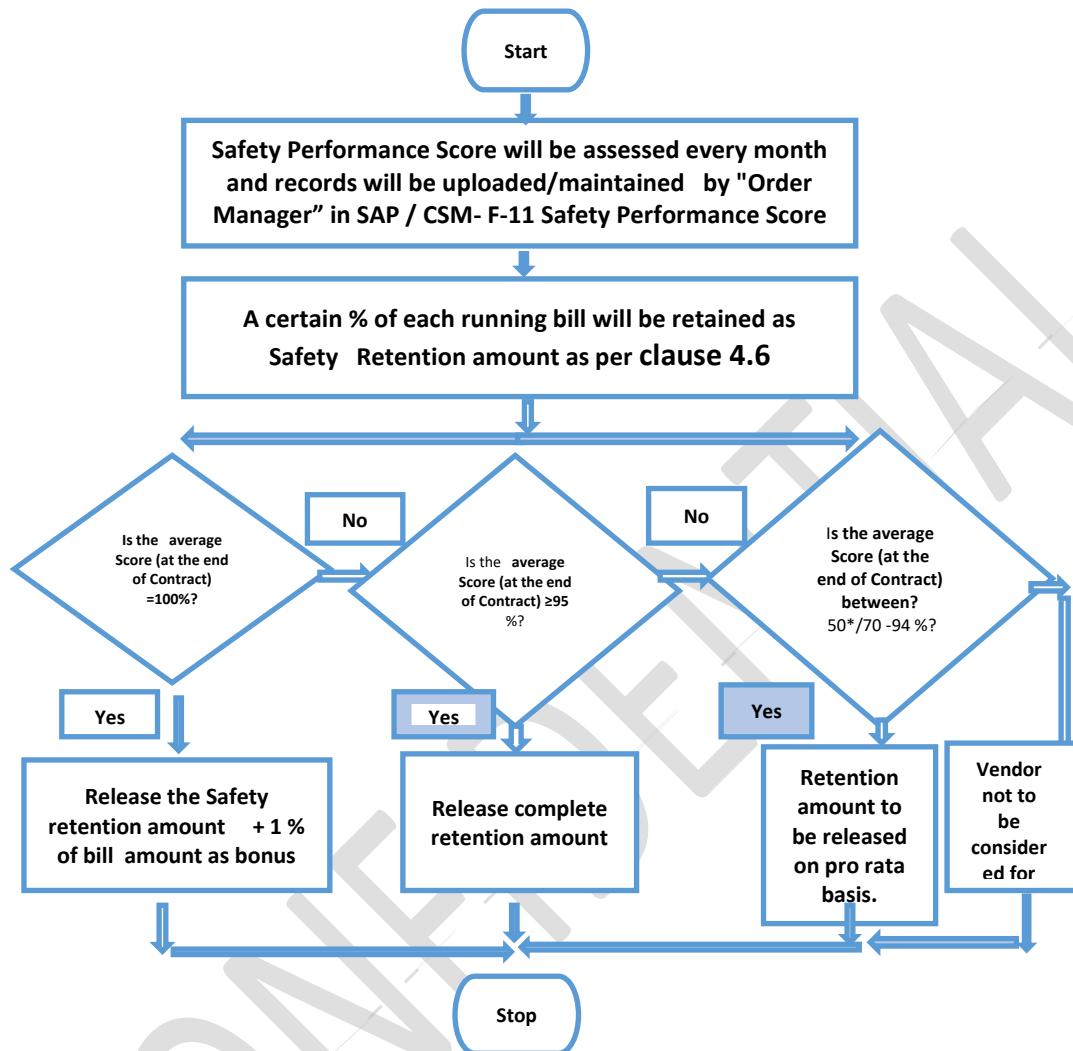 Start
Safety Performance Score will be assessed every month
and records will be uploaded/maintained by "Order
Manager” in SAP / CSM- F-11 Safety Performance Score
A certain % of each running bill will be retained as
Safety Retention amount as per clause 4.6
Is the average
Score (at the end
of Contract)
=100%?
No
Is the average
Score (at the end
of Contract) ≥95
%?
No
Is the average
Score (at the
end of Contract)
between?
50*/70 -94 %?
Yes
Yes
Yes
Release the Safety
retention amount + 1 %
of bill amount as bonus
Release complete
retention amount
Retention
amount to
be released
on pro rata
basis.
Vendor
not to
be
consider
ed for
Stop
CONFIDENTIAL